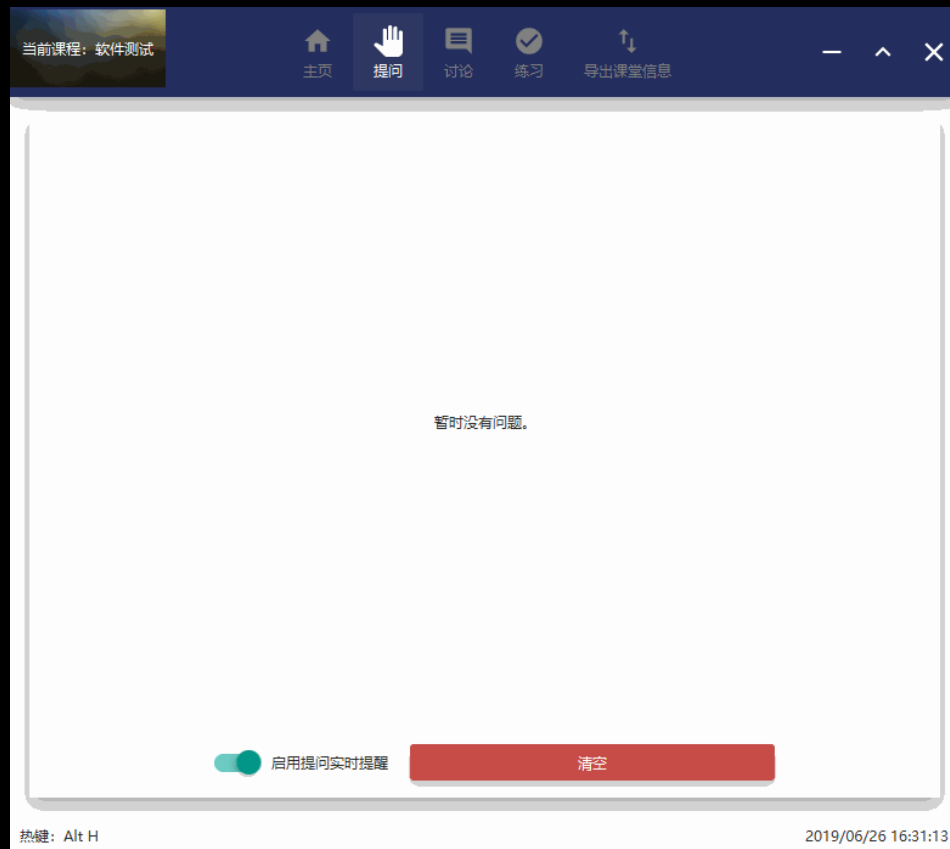 当前课程：软件测试
主页
提问
讨论
练习
导出课堂信息
暂时没有问题。
启用提问实时提醒
清空
热键：Alt H
2019/06/26 16:31:13